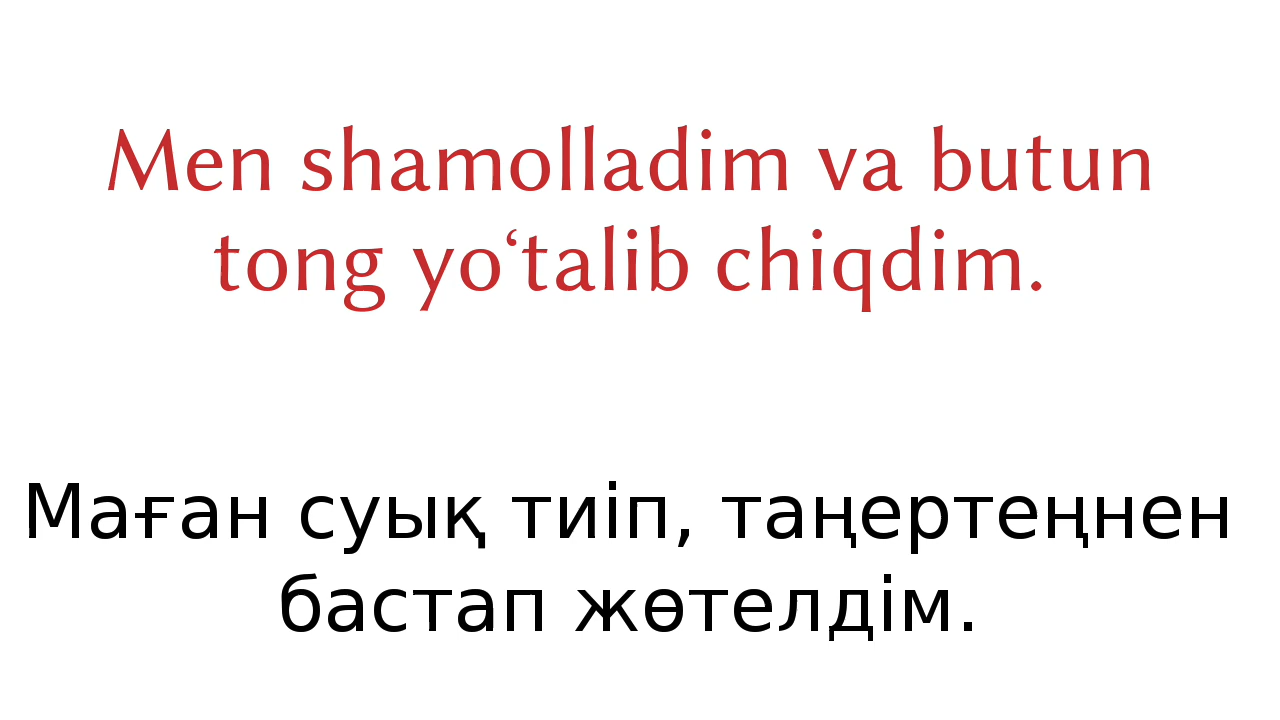 Men shamolladim va butun
tong yo‘talib chiqdim.
Маған суық тиіп, таңертеңнен
бастап жөтелдім.